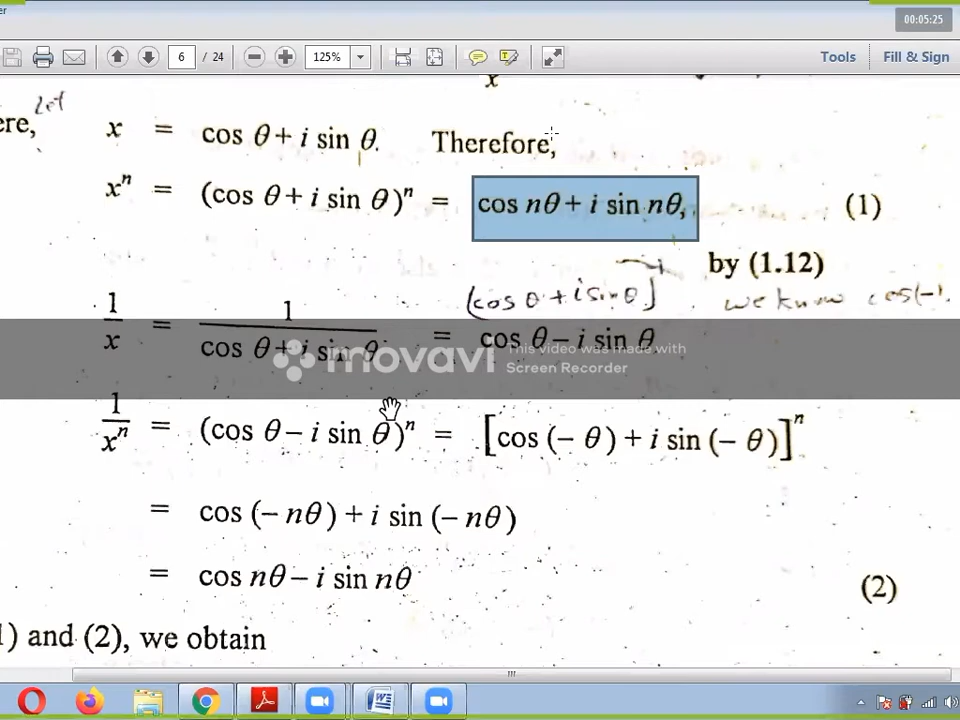 er
00:05:25
6 / 24 125% Tools Fill & Sign
x
ere, Let x = cos θ + i sin θ. Therefore,
xⁿ = (cos θ + i sin θ)ⁿ = cos nθ + i sin nθ, (1)
by (1.12)
(cos θ + i sin θ) we know cos(-1.
1/x = 1/(cos θ + i sin θ) = cos θ – i sin θ
movavi This video was made with
Screen Recorder
1/xⁿ = (cos θ – i sin θ)ⁿ = [cos (– θ) + i sin (– θ)]ⁿ
= cos (– nθ) + i sin (– nθ)
= cos nθ – i sin nθ (2)
1) and (2), we obtain